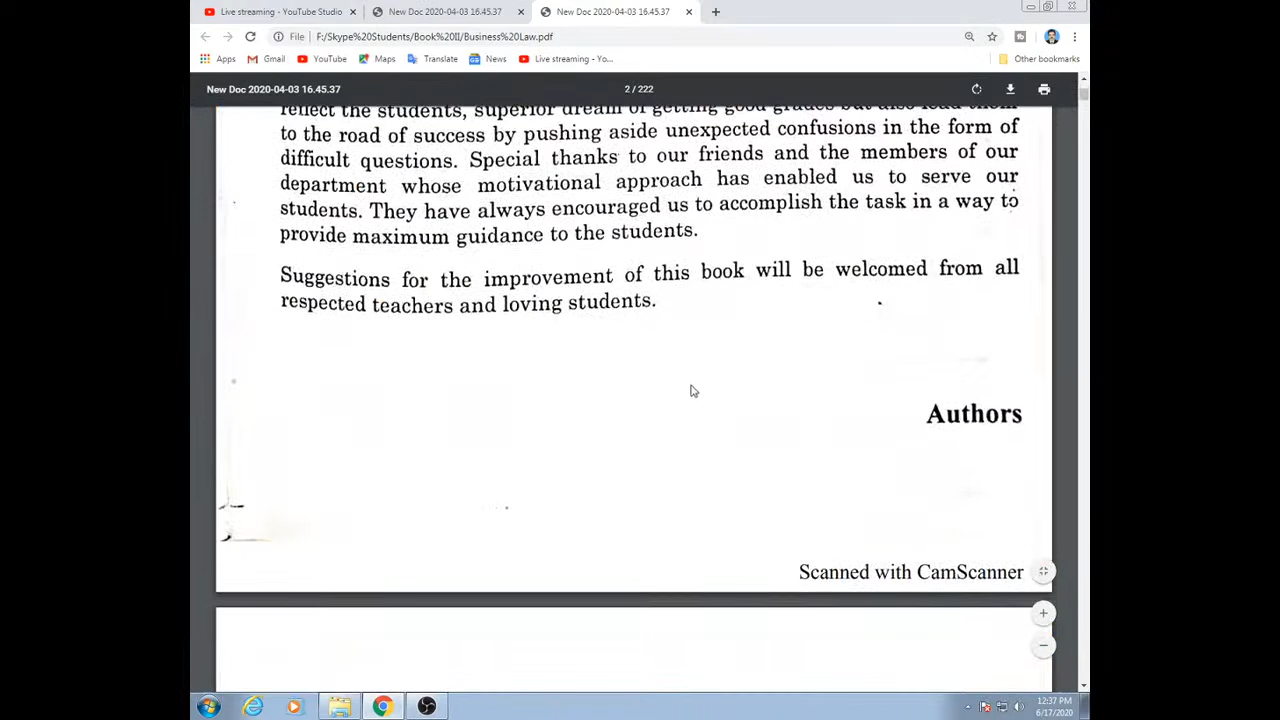 Live streaming - YouTube Studio
New Doc 2020-04-03 16.45.37
New Doc 2020-04-03 16.45.37
File
F:/Skype%20Students/Book%20II/Business%20Law.pdf
Apps
Gmail
YouTube
Maps
Translate
News
Live streaming - Yo...
Other bookmarks
New Doc 2020-04-03 16.45.37
2 / 222
reflect the students, superior dream of getting good grades but also lead them
to the road of success by pushing aside unexpected confusions in the form of
difficult questions. Special thanks to our friends and the members of our
department whose motivational approach has enabled us to serve our
students. They have always encouraged us to accomplish the task in a way to
provide maximum guidance to the students.
Suggestions for the improvement of this book will be welcomed from all
respected teachers and loving students.
Authors
Scanned with CamScanner
12:37 PM
6/17/2020